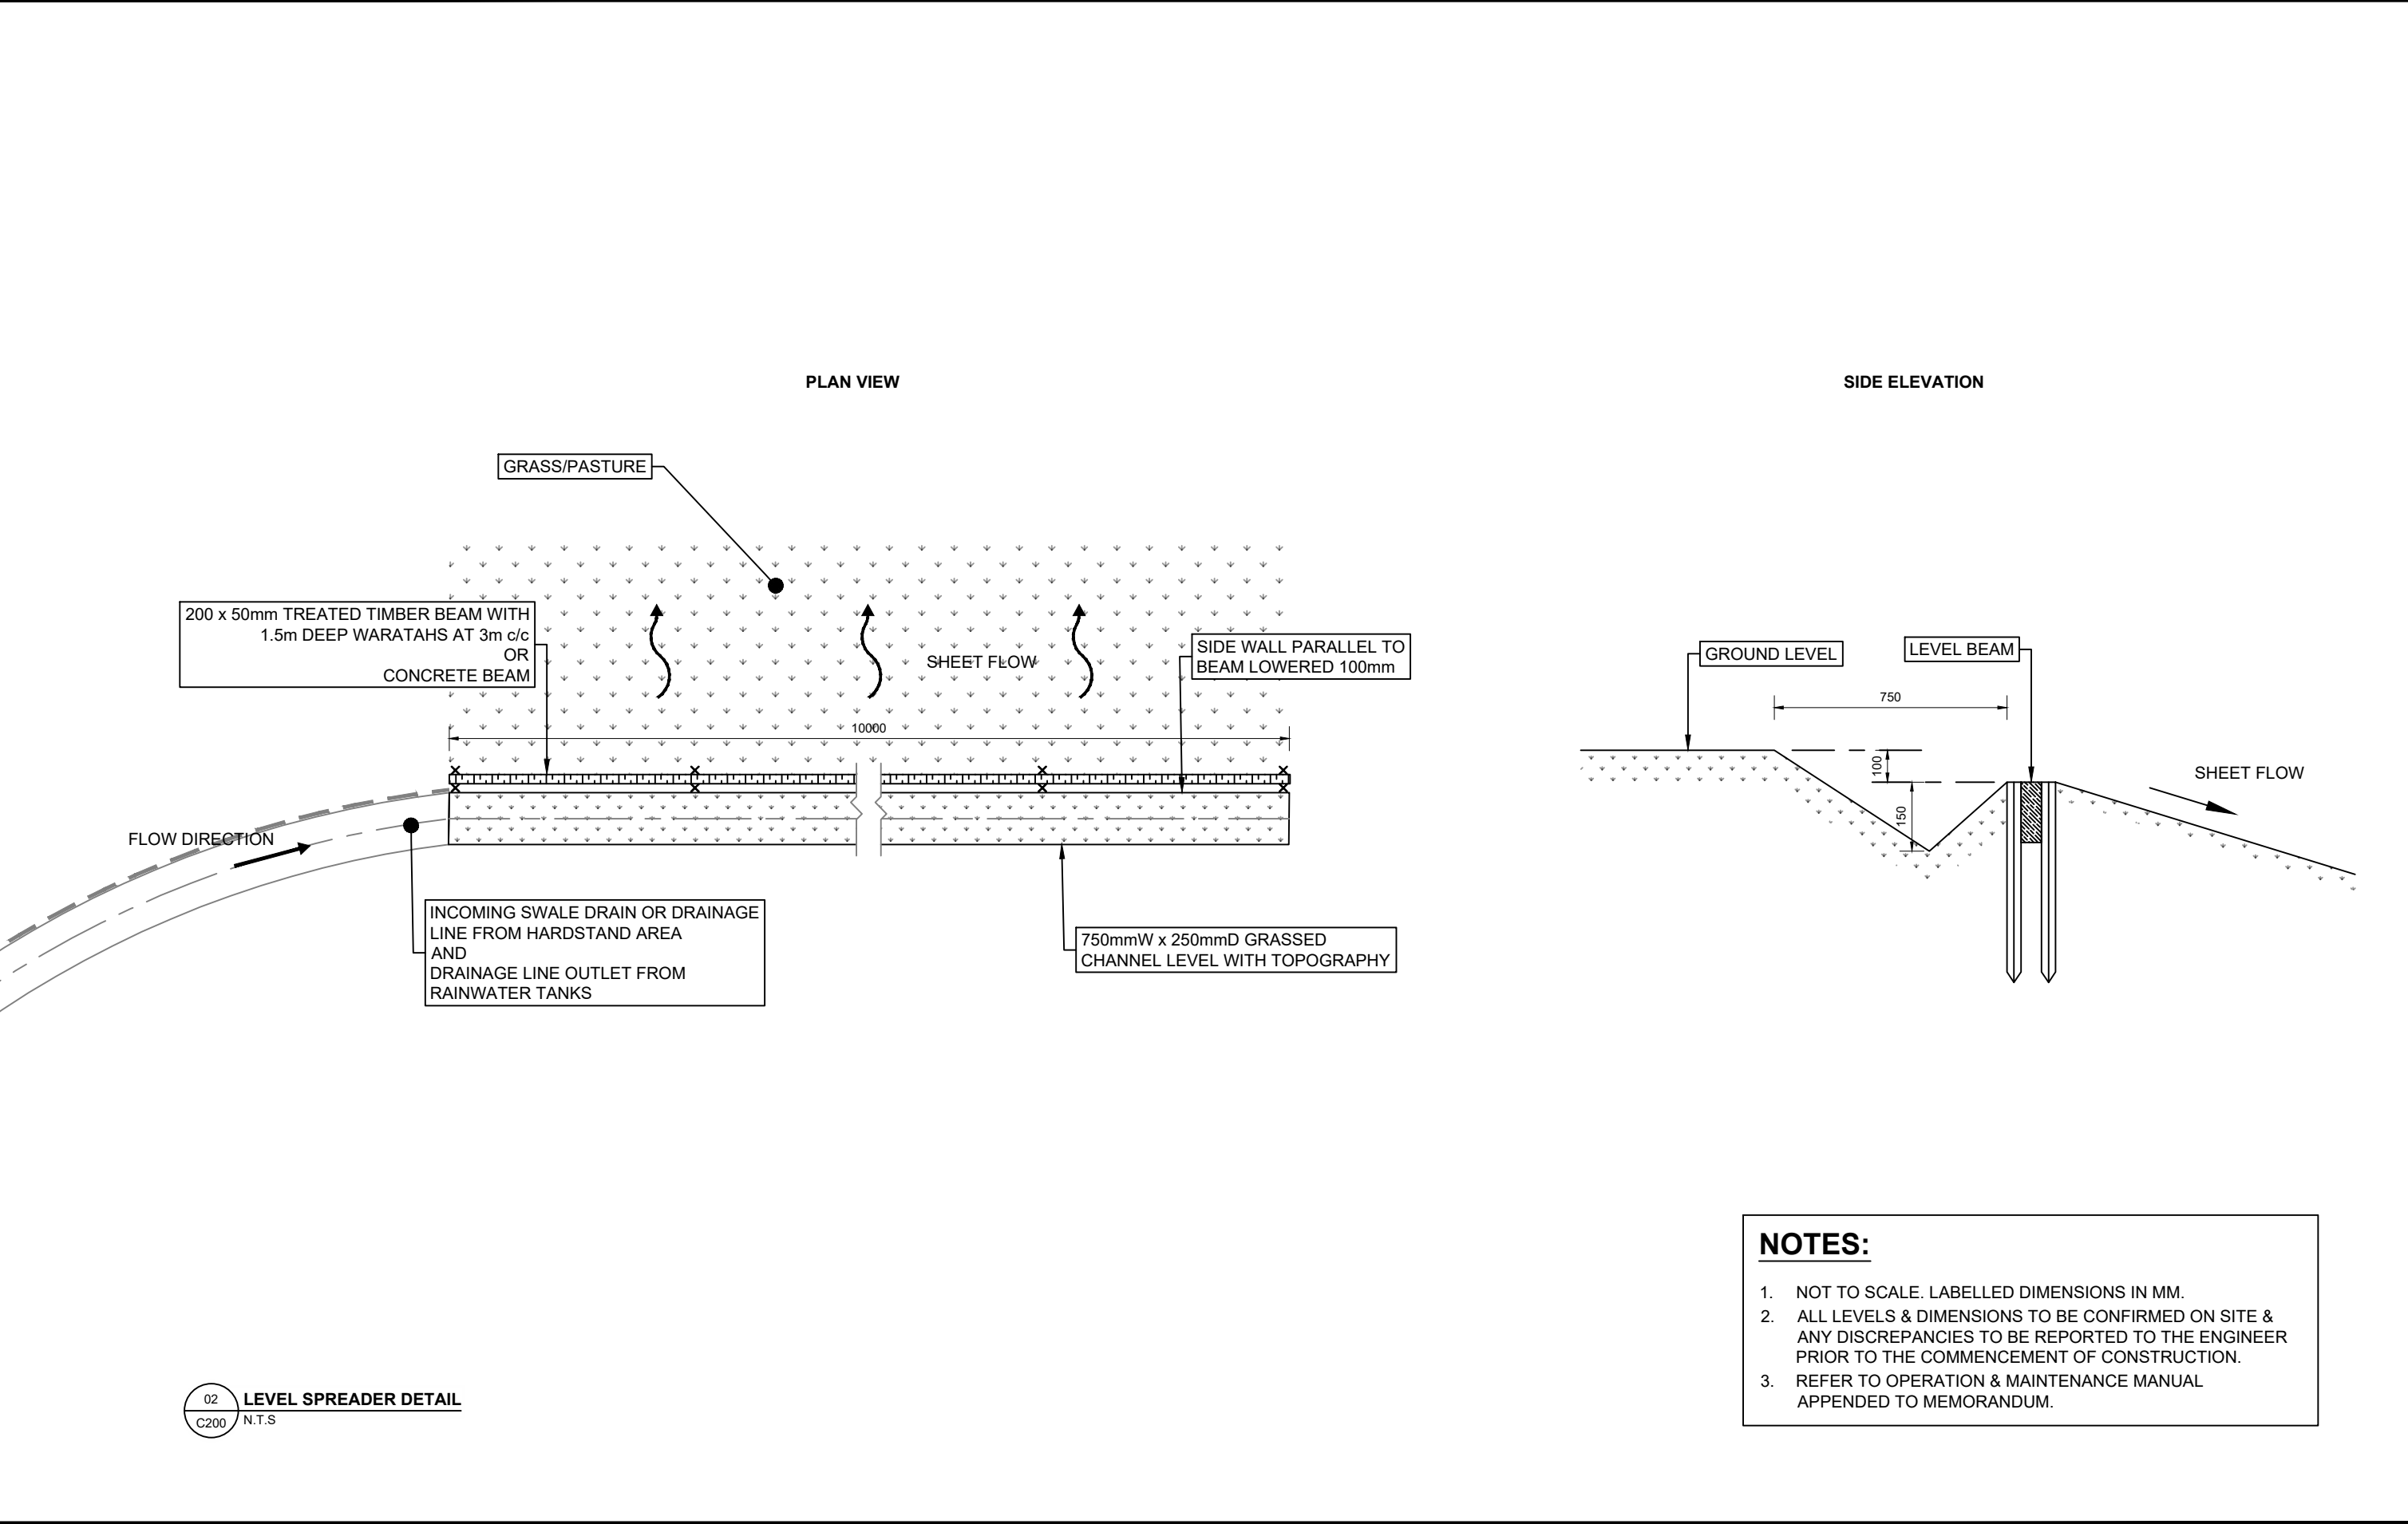 PLAN VIEW
SIDE ELEVATION
GRASS/PASTURE
200 x 50mm TREATED TIMBER BEAM WITH
1.5m DEEP WARATAHS AT 3m c/c
OR
CONCRETE BEAM
SHEET FLOW
SIDE WALL PARALLEL TO
BEAM LOWERED 100mm
10000
FLOW DIRECTION
INCOMING SWALE DRAIN OR DRAINAGE
LINE FROM HARDSTAND AREA
AND
DRAINAGE LINE OUTLET FROM
RAINWATER TANKS
750mmW x 250mmD GRASSED
CHANNEL LEVEL WITH TOPOGRAPHY
GROUND LEVEL
LEVEL BEAM
750
100
150
SHEET FLOW
NOTES:
1. NOT TO SCALE. LABELLED DIMENSIONS IN MM.
2. ALL LEVELS & DIMENSIONS TO BE CONFIRMED ON SITE &
ANY DISCREPANCIES TO BE REPORTED TO THE ENGINEER
PRIOR TO THE COMMENCEMENT OF CONSTRUCTION.
3. REFER TO OPERATION & MAINTENANCE MANUAL
APPENDED TO MEMORANDUM.
02
C200
LEVEL SPREADER DETAIL
N.T.S